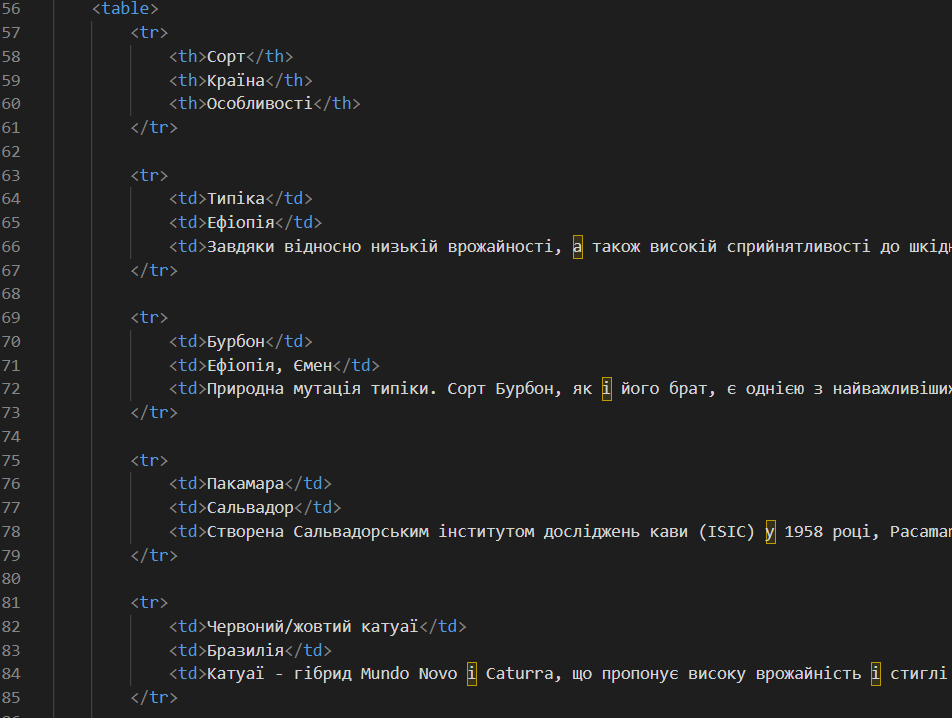 56 <table>
57 <tr>
58 <th>Сорт</th>
59 <th>Країна</th>
60 <th>Особливості</th>
61 </tr>
62
63 <tr>
64 <td>Типіка</td>
65 <td>Ефіопія</td>
66 <td>Завдяки відносно низькій врожайності, а також високій сприйнятливості до
67 </tr>
68
69 <tr>
70 <td>Бурбон</td>
71 <td>Ефіопія, Ємен</td>
72 <td>Природна мутація типіки. Сорт Бурбон, як і його брат, є однією з
73 </tr>
74
75 <tr>
76 <td>Пакамара</td>
77 <td>Сальвадор</td>
78 <td>Створена Сальвадорським інститутом досліджень кави (ISIC) у 1958 році,
79 </tr>
80
81 <tr>
82 <td>Червоний/жовтий катуаї</td>
83 <td>Бразилія</td>
84 <td>Катуаї - гібрид Mundo Novo і Caturra, що пропонує високу врожайність і стиглі
85 </tr>